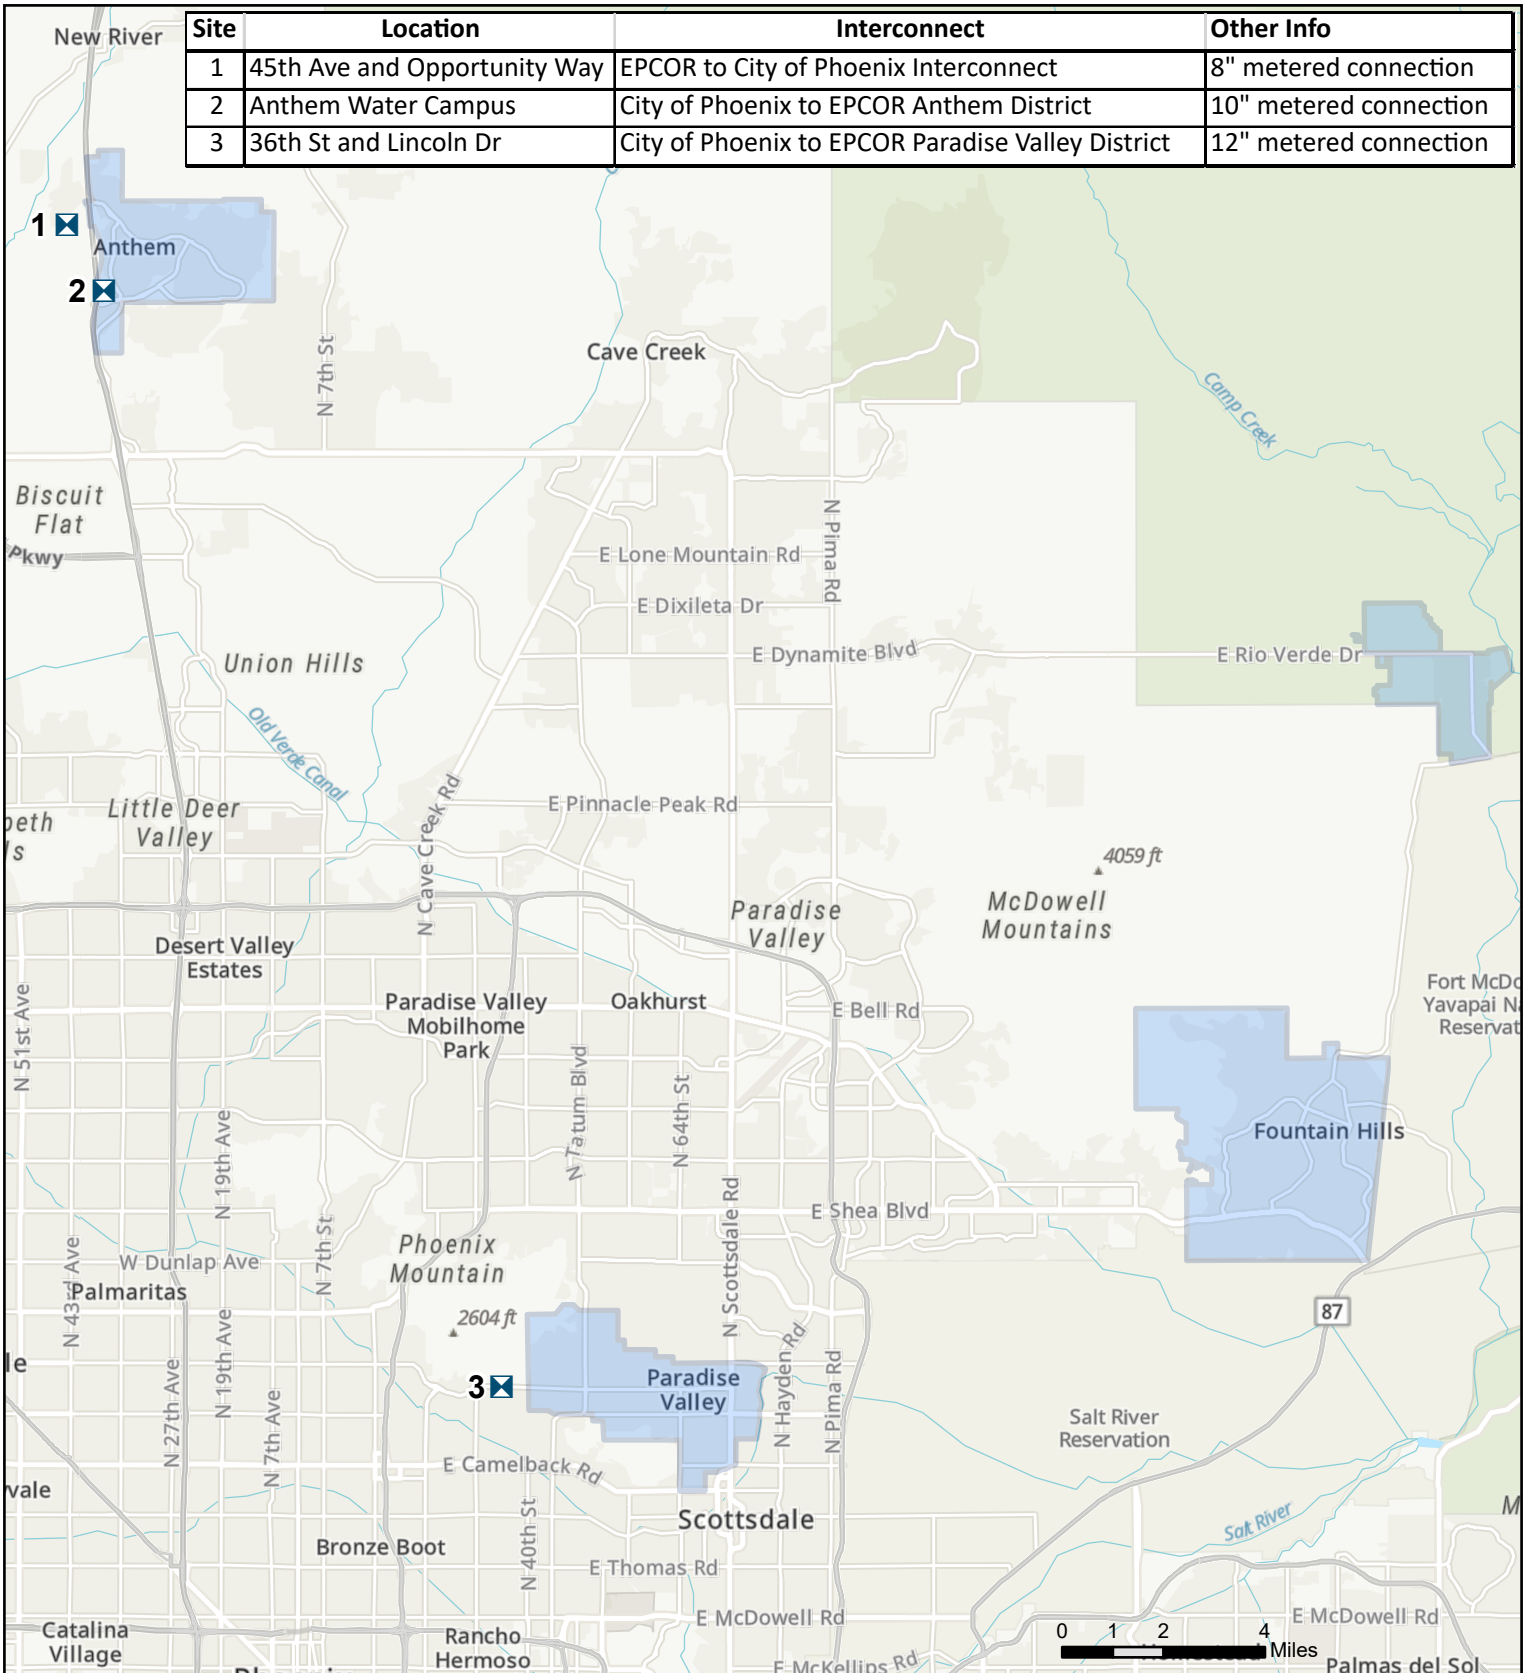 New River
Site Location Interconnect Other Info
1 45th Ave and Opportunity Way EPCOR to City of Phoenix Interconnect 8" metered connection
2 Anthem Water Campus City of Phoenix to EPCOR Anthem District 10" metered connection
3 36th St and Lincoln Dr City of Phoenix to EPCOR Paradise Valley District 12" metered connection
1
Anthem
2
N 7th St
Cave Creek
Camp Creek
Biscuit
Flat
Pkwy
N Pima Rd
E Lone Mountain Rd
E Dixileta Dr
E Dynamite Blvd
E Rio Verde Dr
Union Hills
Old Verde Canal
N Cave Creek Rd
E Pinnacle Peak Rd
Little Deer
Valley
beth
ls
4059 ft
McDowell
Mountains
Paradise
Valley
Desert Valley
Estates
Paradise Valley
Mobilhome
Park
Oakhurst
E Bell Rd
Fort McDo
Yavapai Na
Reservat
N 51st Ave
N Tatum Blvd
N 64th St
N 19th Ave
Fountain Hills
N Scottsdale Rd
E Shea Blvd
N 7th St
N 43rd Ave
W Dunlap Ave
Phoenix
Mountain
Palmaritas
2604 ft
87
N 19th Ave
le
N 27th Ave
N 7th Ave
3
Paradise
Valley
N Hayden Rd
N Pima Rd
Salt River
Reservation
E Camelback Rd
vale
N 40th St
Scottsdale
Salt River
M
Bronze Boot
E Thomas Rd
E McDowell Rd
E McDowell Rd
Catalina
Village
Rancho
Hermoso
0 1 2 4
Miles
E McKellips Rd
Palmas del Sol